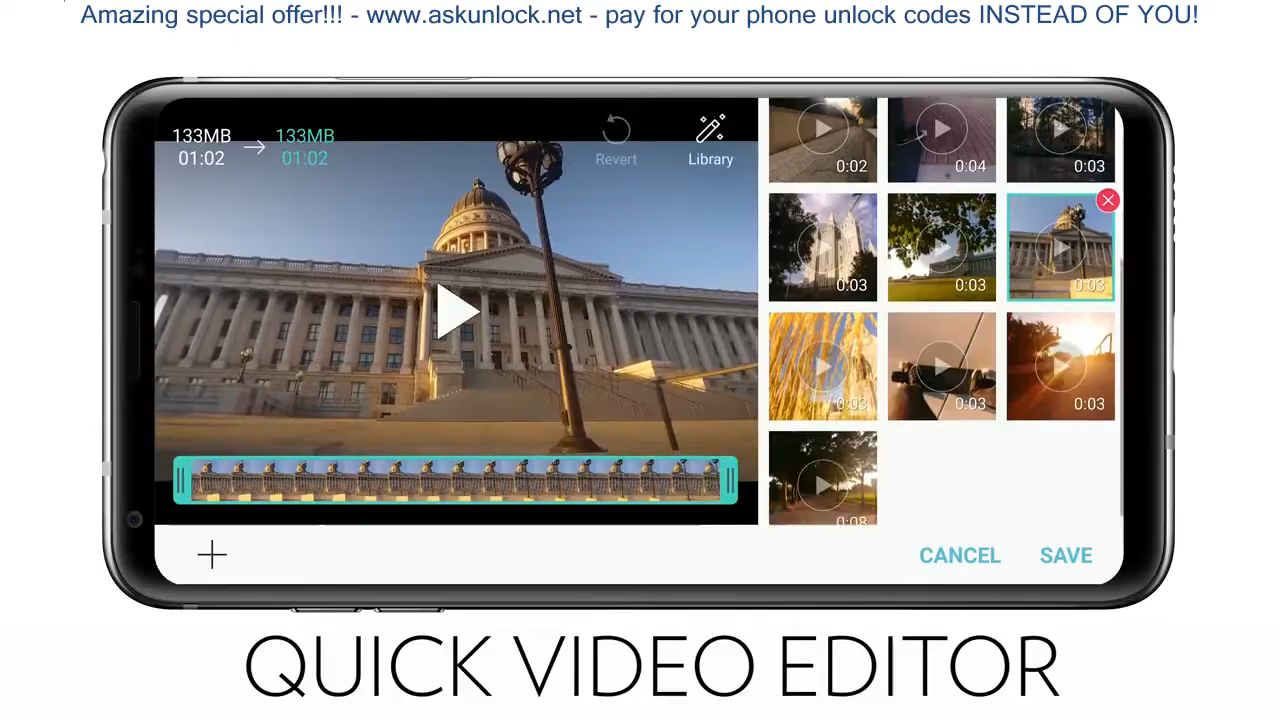 Amazing special offer!!! - www.askunlock.net - pay for your phone unlock codes INSTEAD OF YOU!
133MB → 133MB
01:02 01:02
Revert
Library
0:02
0:04
0:03
0:03
0:03
0:03
0:03
0:03
0:03
0:08
CANCEL
SAVE
QUICK VIDEO EDITOR